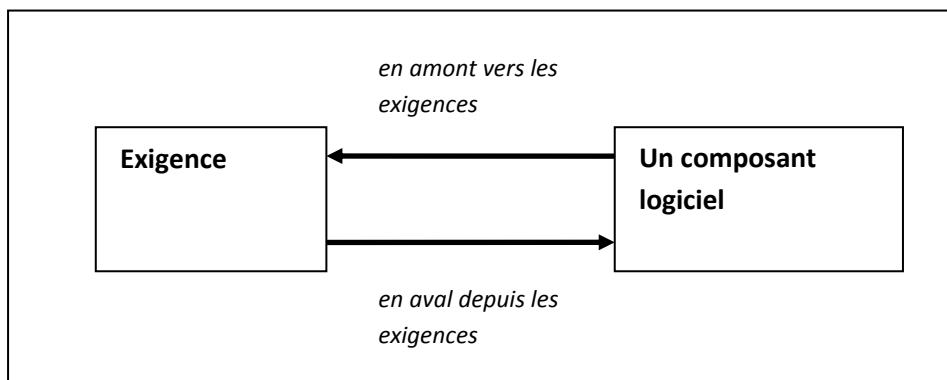 en amont vers les
exigences
Exigence
Un composant
logiciel
en aval depuis les
exigences